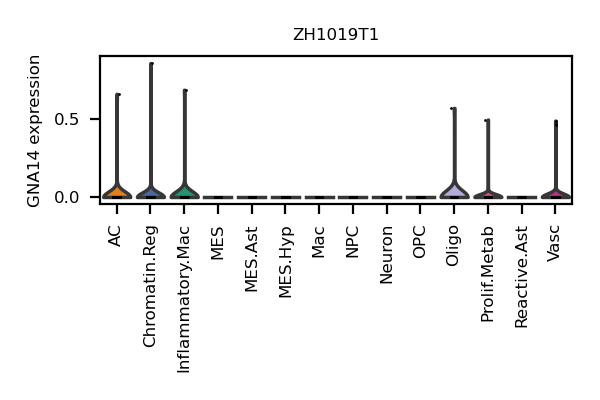 ZH1019T1
GNA14 expression
0.5
0.0
AC
Chromatin.Reg
Inflammatory.Mac
MES
MES.Ast
MES.Hyp
Mac
NPC
Neuron
OPC
Oligo
Prolif.Metab
Reactive.Ast
Vasc